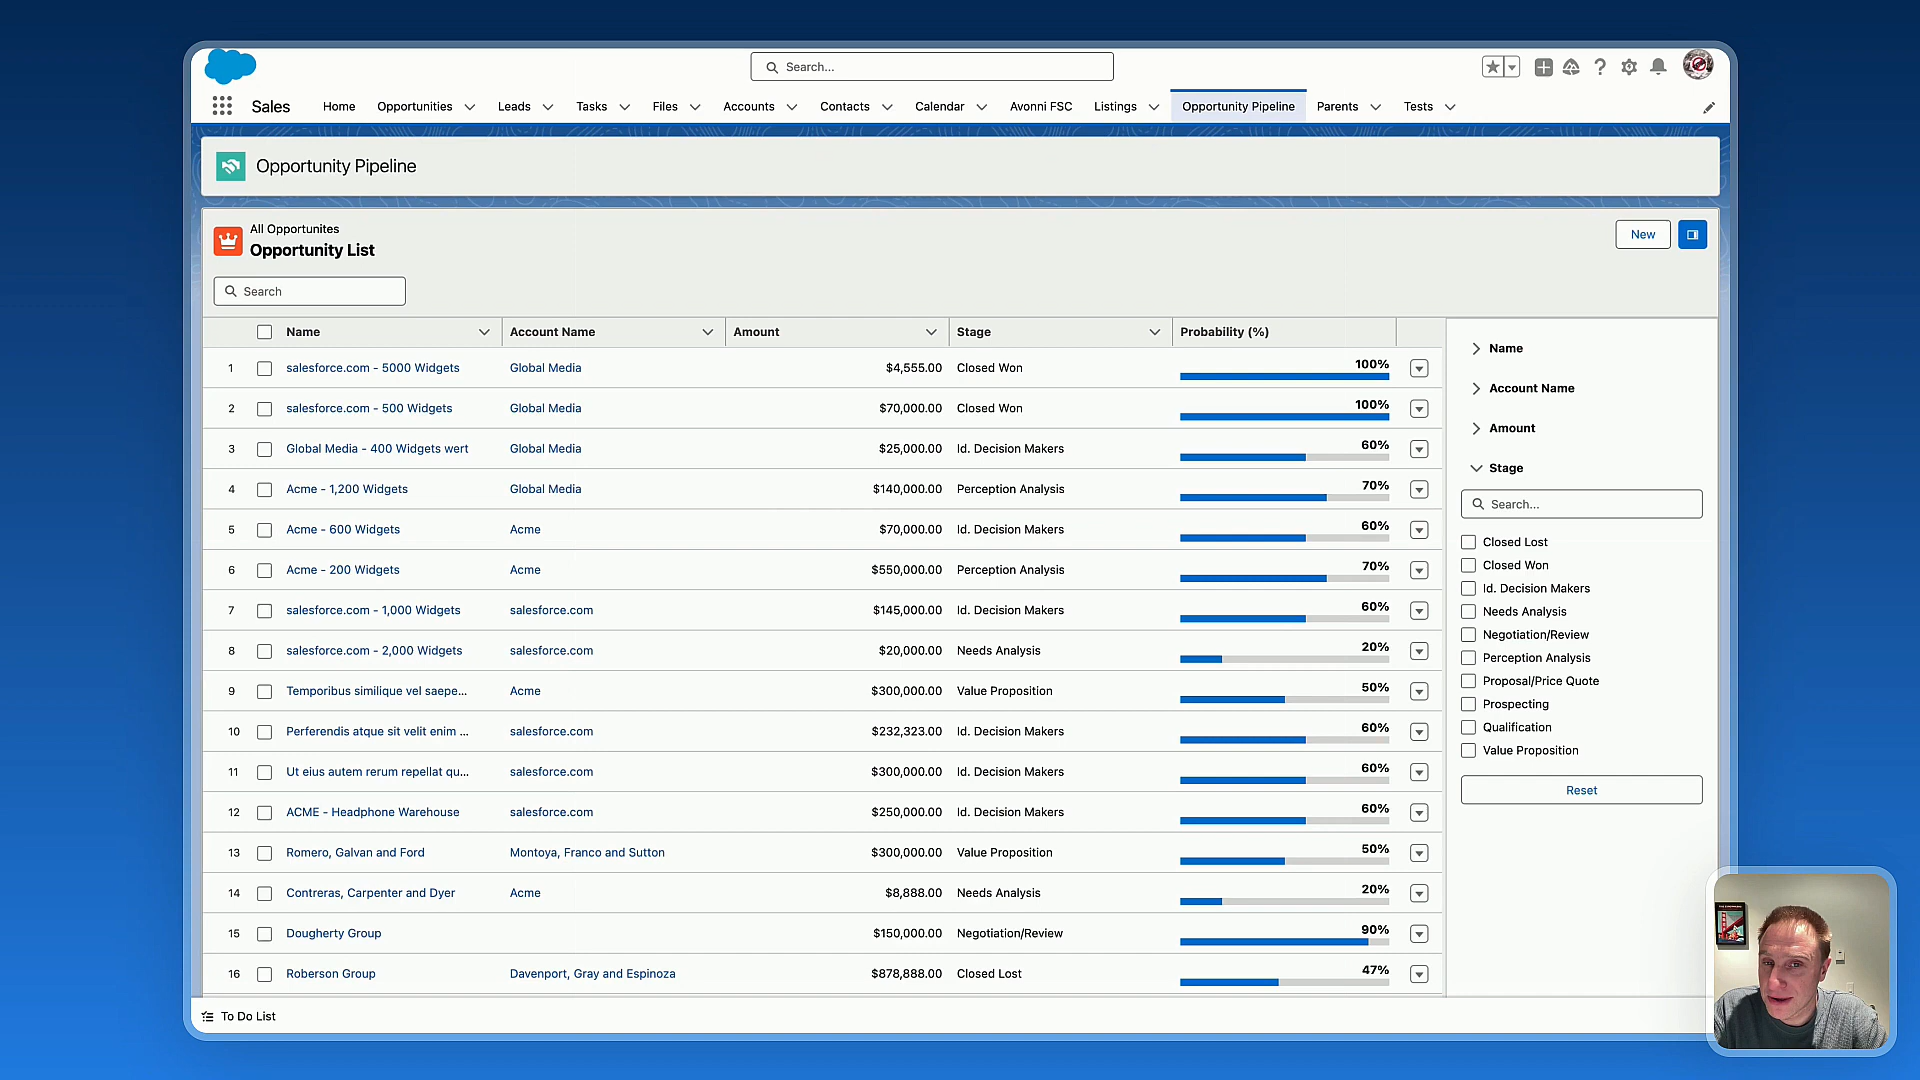 Search...
Sales
Home
Opportunities
Leads
Tasks
Files
Accounts
Contacts
Calendar
Avonni FSC
Listings
Opportunity Pipeline
Parents
Tests
Opportunity Pipeline
All Opportunites
Opportunity List
New
Search
Name Account Name Amount Stage Probability (%)
1 salesforce.com - 5000 Widgets Global Media $4,555.00 Closed Won 100%
2 salesforce.com - 500 Widgets Global Media $70,000.00 Closed Won 100%
3 Global Media - 400 Widgets wert Global Media $25,000.00 Id. Decision Makers 60%
4 Acme - 1,200 Widgets Global Media $140,000.00 Perception Analysis 70%
5 Acme - 600 Widgets Acme $70,000.00 Id. Decision Makers 60%
6 Acme - 200 Widgets Acme $550,000.00 Perception Analysis 70%
7 salesforce.com - 1,000 Widgets salesforce.com $145,000.00 Id. Decision Makers 60%
8 salesforce.com - 2,000 Widgets salesforce.com $20,000.00 Needs Analysis 20%
9 Temporibus similique vel saepe... Acme $300,000.00 Value Proposition 50%
10 Perferendis atque sit velit enim ... salesforce.com $232,323.00 Id. Decision Makers 60%
11 Ut eius autem rerum repellat qu... salesforce.com $300,000.00 Id. Decision Makers 60%
12 ACME - Headphone Warehouse salesforce.com $250,000.00 Id. Decision Makers 60%
13 Romero, Galvan and Ford Montoya, Franco and Sutton $300,000.00 Value Proposition 50%
14 Contreras, Carpenter and Dyer Acme $8,888.00 Needs Analysis 20%
15 Dougherty Group $150,000.00 Negotiation/Review 90%
16 Roberson Group Davenport, Gray and Espinoza $878,888.00 Closed Lost 47%
Name
Account Name
Amount
Stage
Search...
Closed Lost
Closed Won
Id. Decision Makers
Needs Analysis
Negotiation/Review
Perception Analysis
Proposal/Price Quote
Prospecting
Qualification
Value Proposition
Reset
To Do List